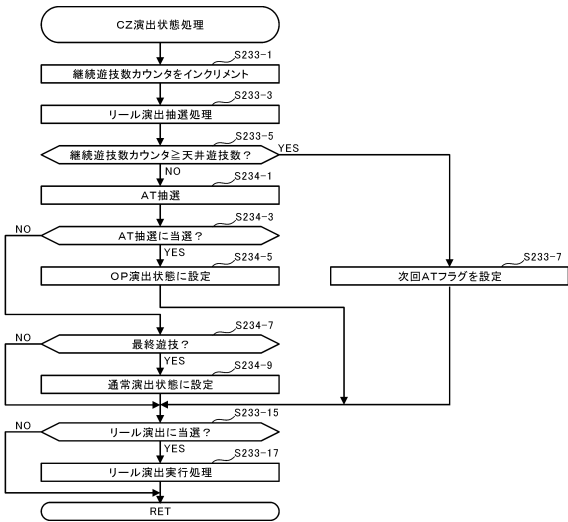 CZ演出状態処理
S233-1
継続遊技数カウンタをインクリメント
S233-3
リール演出抽選処理
S233-5
継続遊技数カウンタ≧天井遊技数？
YES
NO
S234-1
AT抽選
S234-3
NO
AT抽選に当選？
YES
S234-5
OP演出状態に設定
S233-7
次回ATフラグを設定
S234-7
NO
最終遊技？
YES
S234-9
通常演出状態に設定
S233-15
NO
リール演出に当選？
YES
S233-17
リール演出実行処理
RET